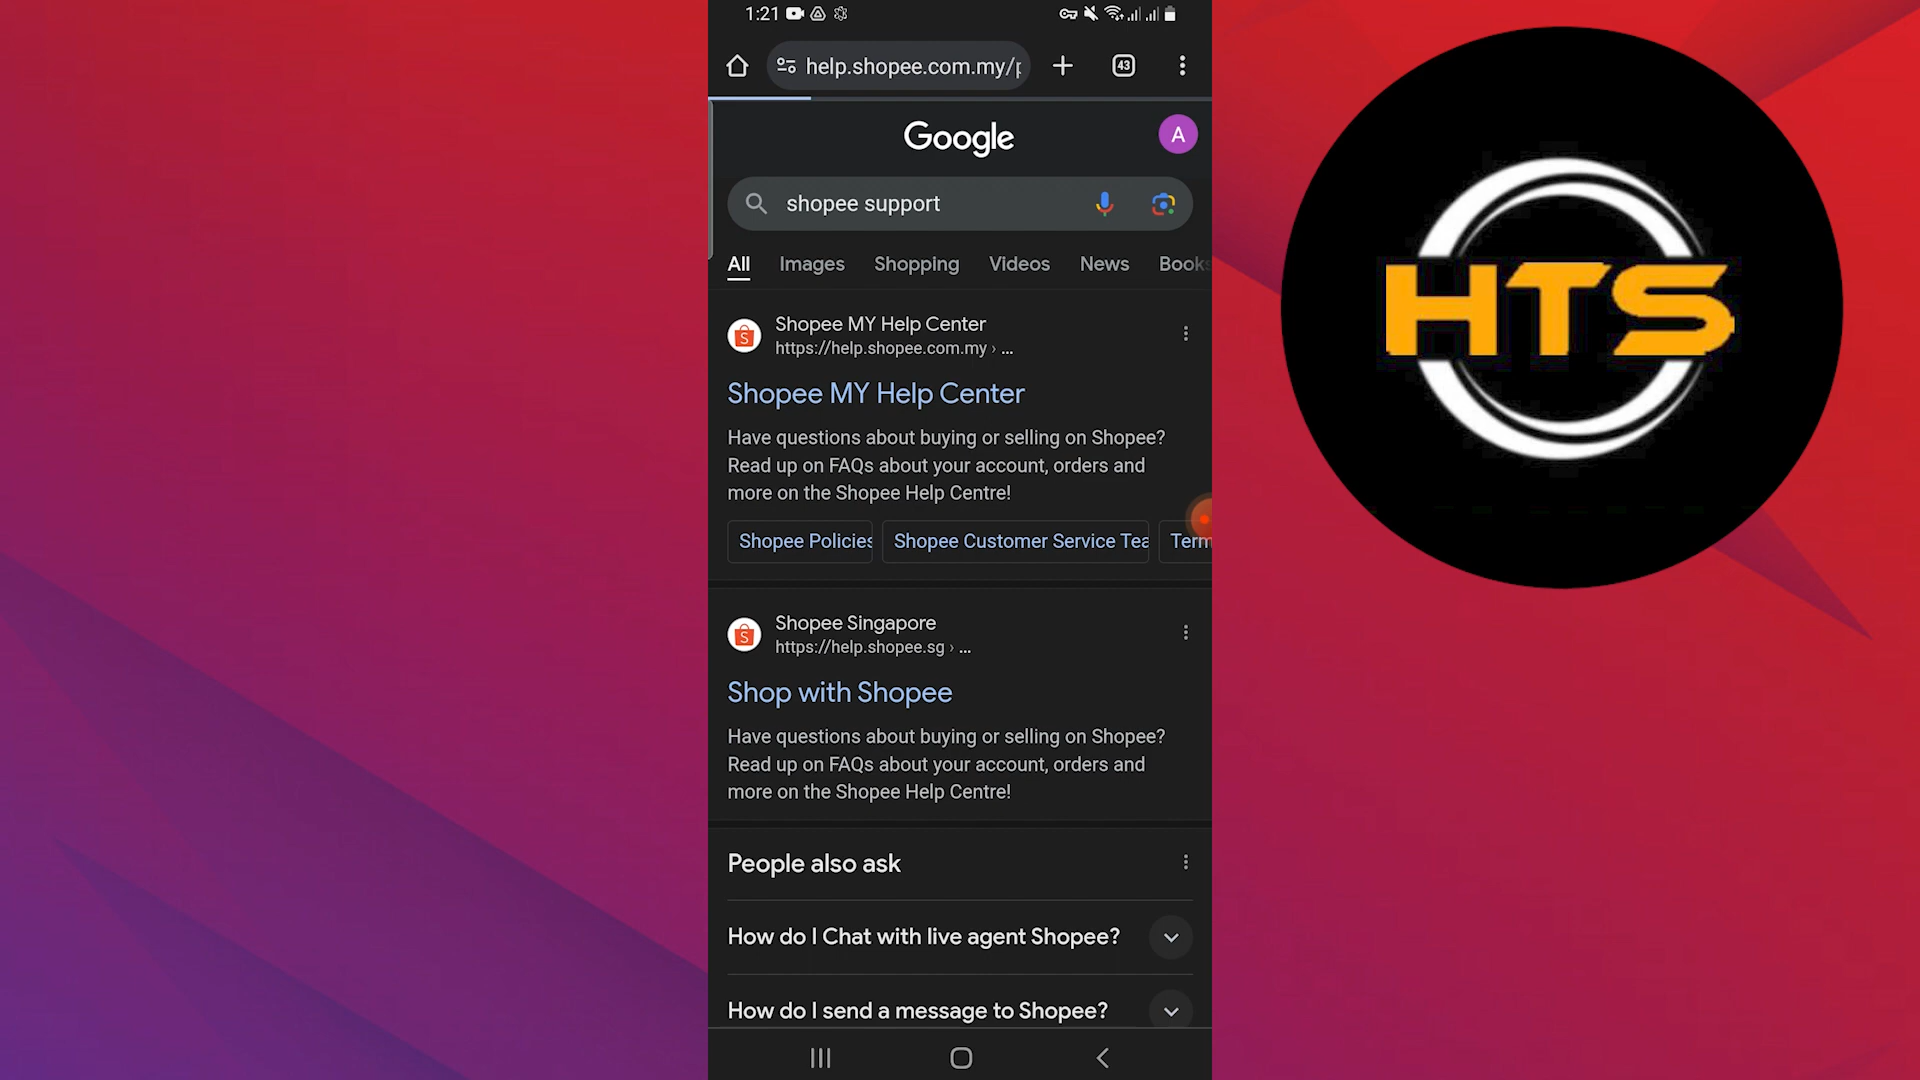 1:21
help.shopee.com.my/p
43
Google
A
shopee support
All Images Shopping Videos News Books
Shopee MY Help Center
https://help.shopee.com.my › ...
Shopee MY Help Center
Have questions about buying or selling on Shopee?
Read up on FAQs about your account, orders and
more on the Shopee Help Centre!
Shopee Policies Shopee Customer Service Tea Term
Shopee Singapore
https://help.shopee.sg › ...
Shop with Shopee
Have questions about buying or selling on Shopee?
Read up on FAQs about your account, orders and
more on the Shopee Help Centre!
People also ask
How do I Chat with live agent Shopee?
How do I send a message to Shopee?
HTS